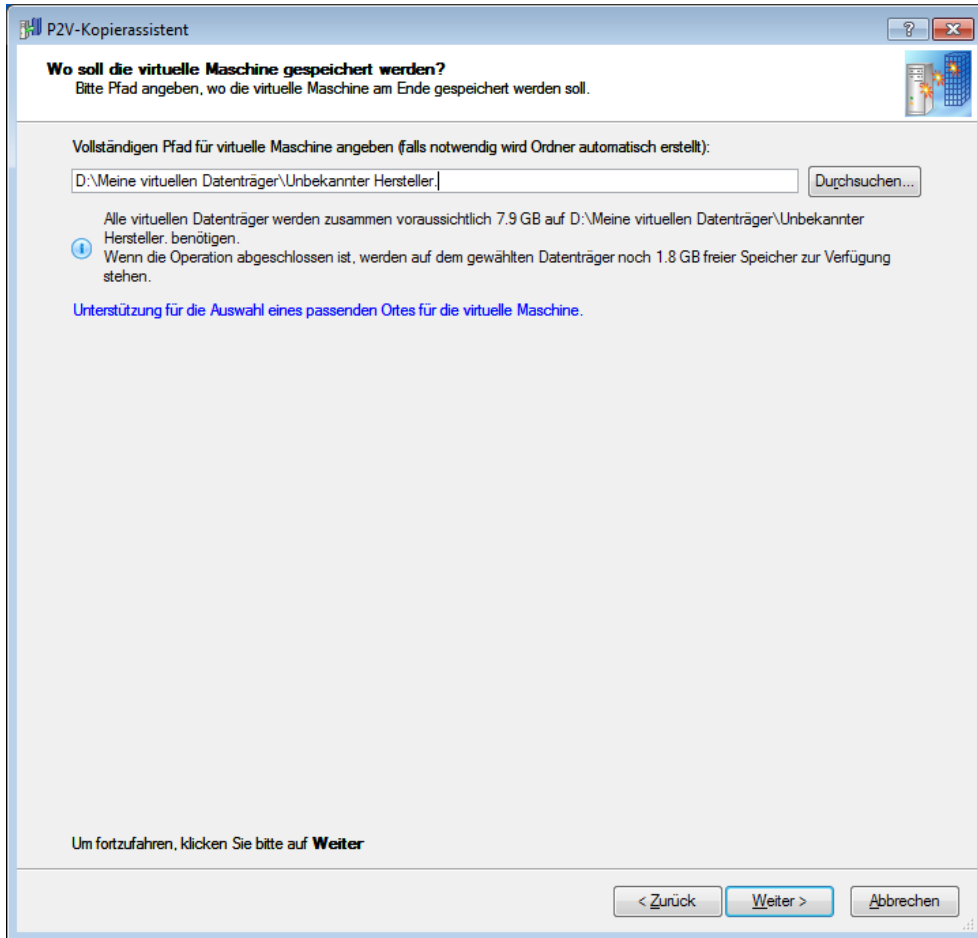 P2V-Kopierassistent
Wo soll die virtuelle Maschine gespeichert werden?
Bitte Pfad angeben, wo die virtuelle Maschine am Ende gespeichert werden soll.
Vollständigen Pfad für virtuelle Maschine angeben (falls notwendig wird Ordner automatisch erstellt):
D:\Meine virtuellen Datenträger\Unbekannter Hersteller.
Durchsuchen...
Alle virtuellen Datenträger werden zusammen voraussichtlich 7.9 GB auf D:\Meine virtuellen Datenträger\Unbekannter
Hersteller. benötigen.
Wenn die Operation abgeschlossen ist, werden auf dem gewählten Datenträger noch 1.8 GB freier Speicher zur Verfügung
stehen.
Unterstützung für die Auswahl eines passenden Ortes für die virtuelle Maschine.
Um fortzufahren, klicken Sie bitte auf Weiter
< Zurück
Weiter >
Abbrechen